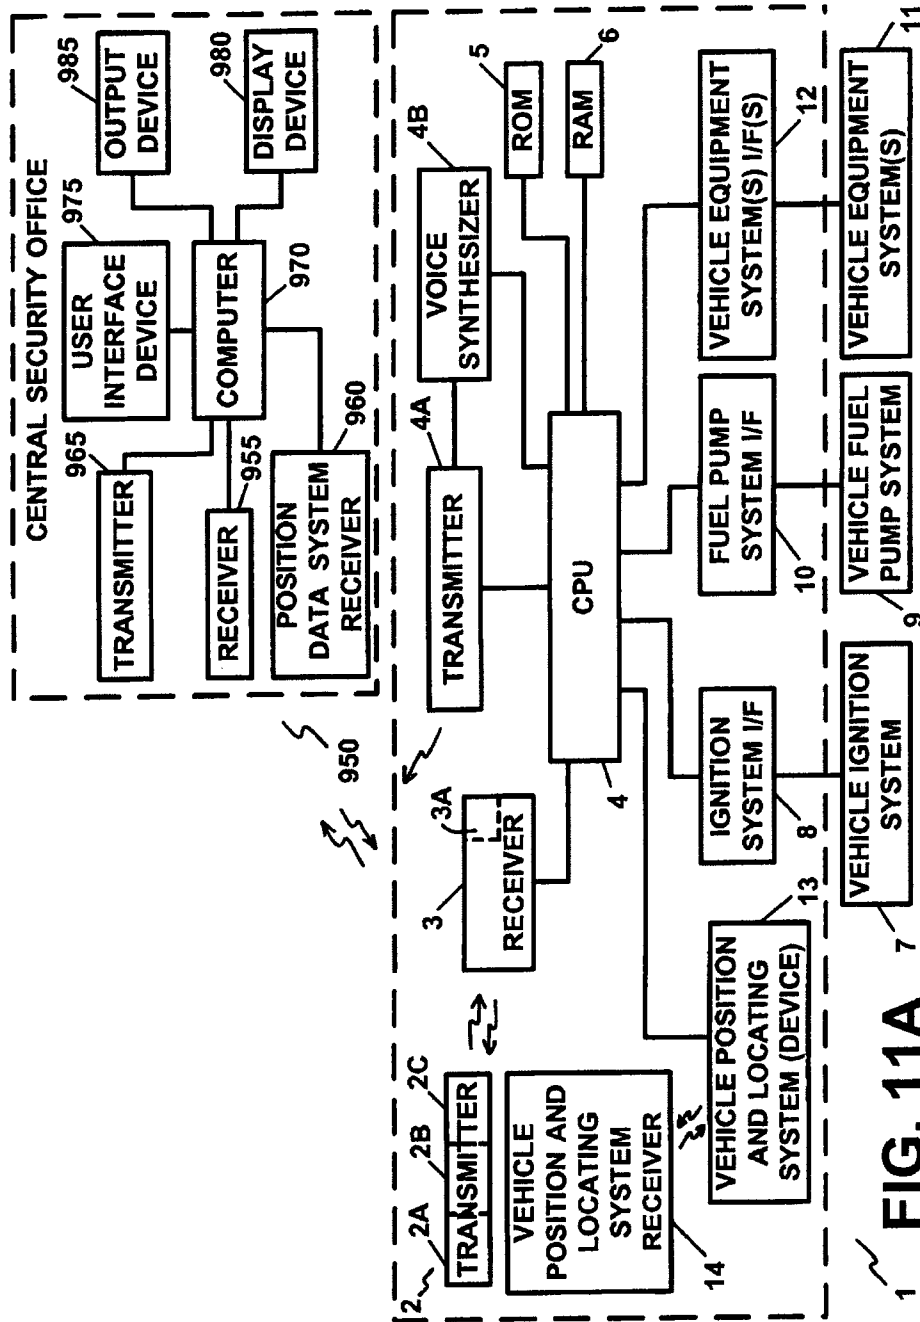 CENTRAL SECURITY OFFICE
965
TRANSMITTER
955
RECEIVER
960
POSITION
DATA SYSTEM
RECEIVER
975
USER
INTERFACE
DEVICE
COMPUTER
970
985
OUTPUT
DEVICE
980
DISPLAY
DEVICE
950
2
2A
2B
2C
TRANSMITTER
VEHICLE
POSITION AND
LOCATING
SYSTEM
RECEIVER
14
3
3A
RECEIVER
4A
TRANSMITTER
4B
VOICE
SYNTHESIZER
5
ROM
6
RAM
CPU
4
VEHICLE POSITION
AND LOCATING
SYSTEM (DEVICE)
13
IGNITION
SYSTEM I/F
8
FUEL PUMP
SYSTEM I/F
10
VEHICLE EQUIPMENT
SYSTEM(S) I/F(S)
12
VEHICLE IGNITION
SYSTEM
7
VEHICLE FUEL
PUMP SYSTEM
9
VEHICLE EQUIPMENT
SYSTEM(S)
11
1
FIG. 11A